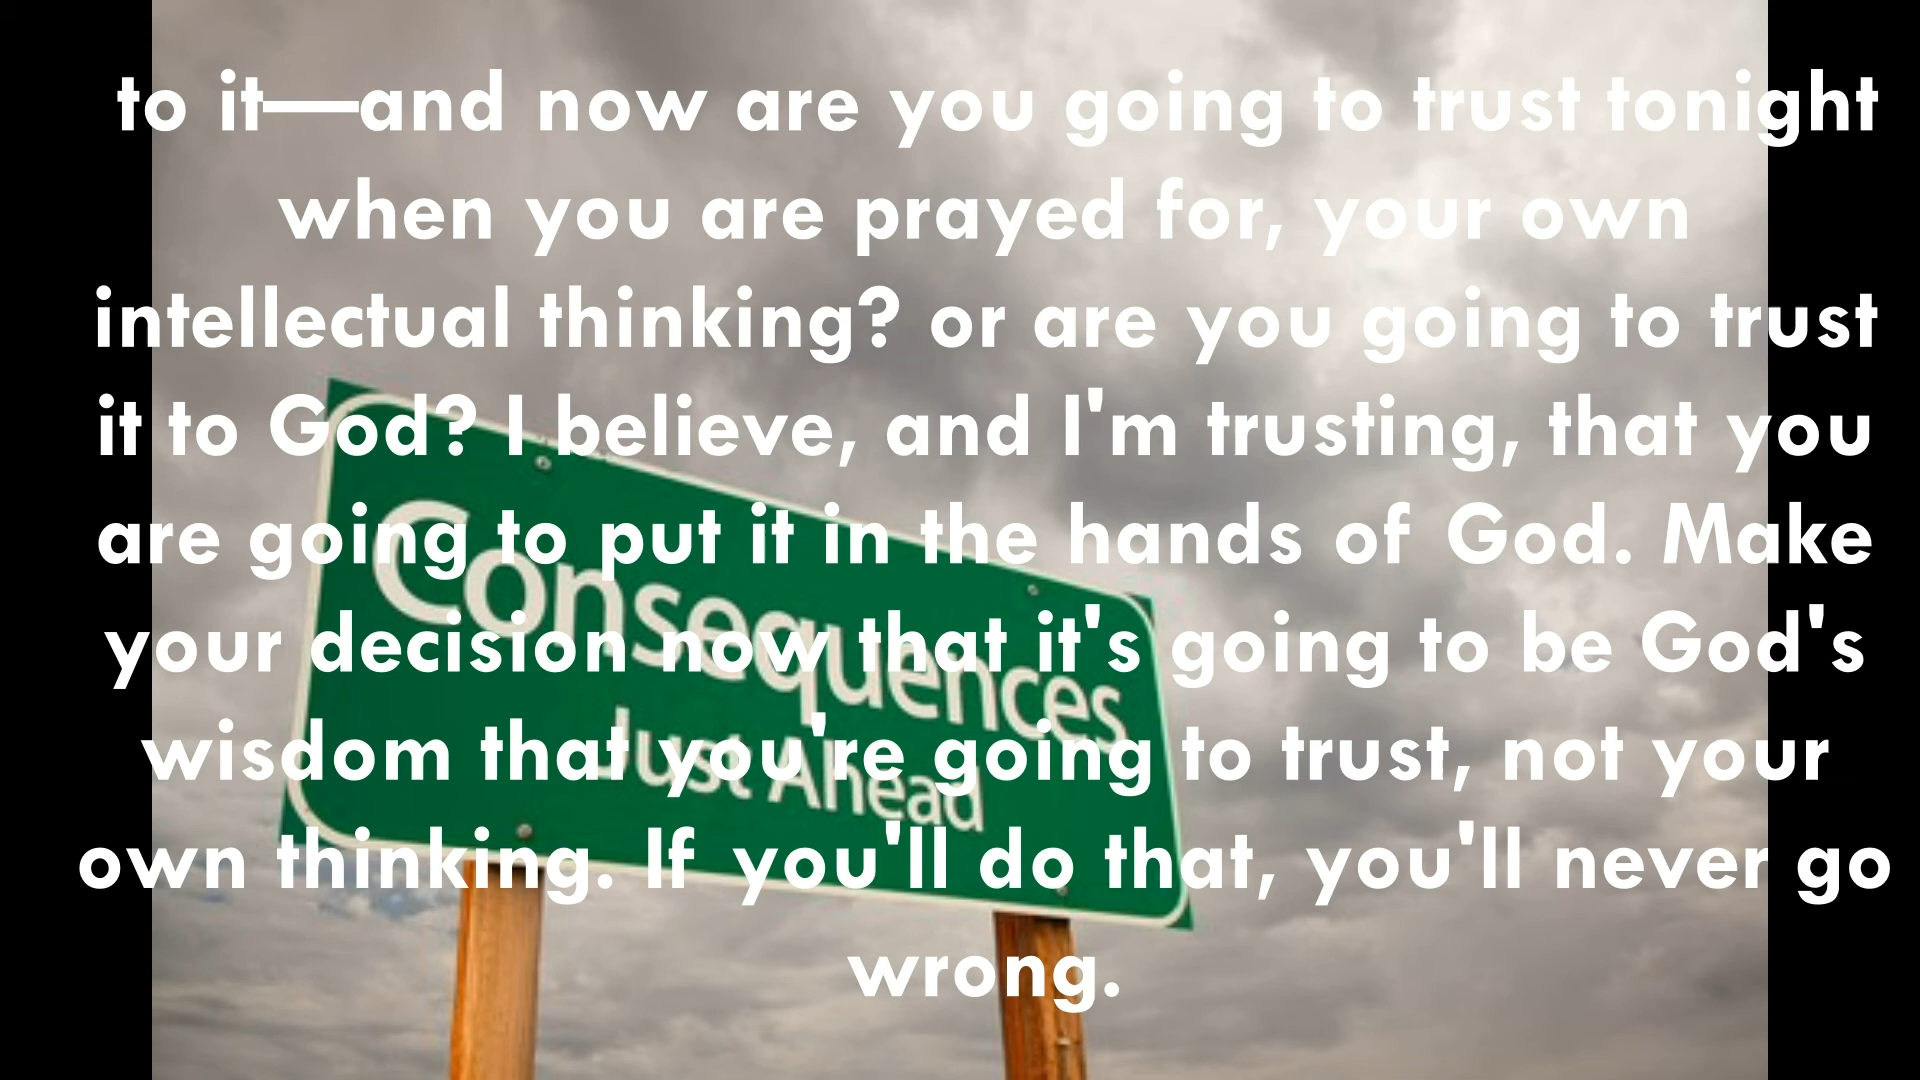 to it—and now are you going to trust tonight
when you are prayed for, your own
intellectual thinking? or are you going to trust
it to God? I believe, and I'm trusting, that you
are going to put it in the hands of God. Make
your decision now that it's going to be God's
wisdom that you're going to trust, not your
own thinking. If you'll do that, you'll never go
wrong.
Consequences
Just Ahead